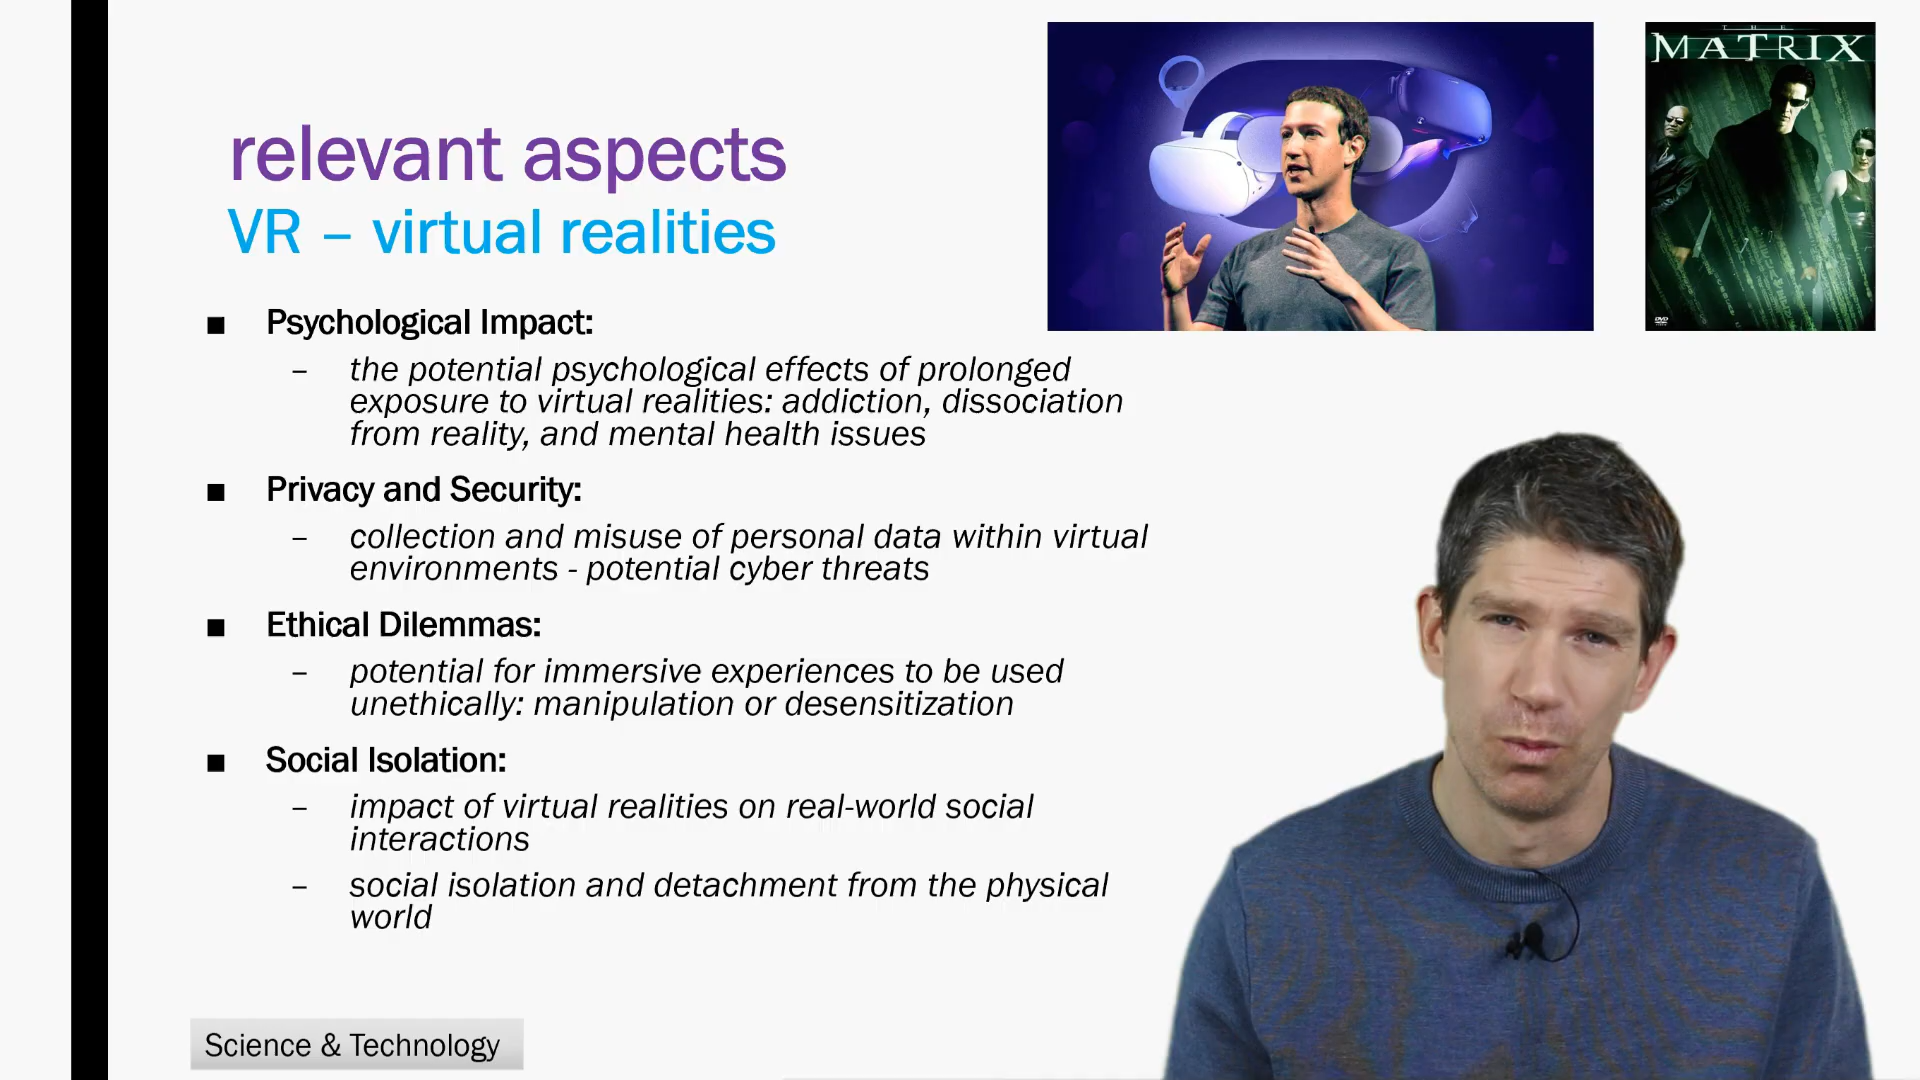 THE
MATRIX
relevant aspects
VR – virtual realities
■ Psychological Impact:
– the potential psychological effects of prolonged
exposure to virtual realities: addiction, dissociation
from reality, and mental health issues
■ Privacy and Security:
– collection and misuse of personal data within virtual
environments - potential cyber threats
■ Ethical Dilemmas:
– potential for immersive experiences to be used
unethically: manipulation or desensitization
■ Social Isolation:
– impact of virtual realities on real-world social
interactions
– social isolation and detachment from the physical
world
Science & Technology